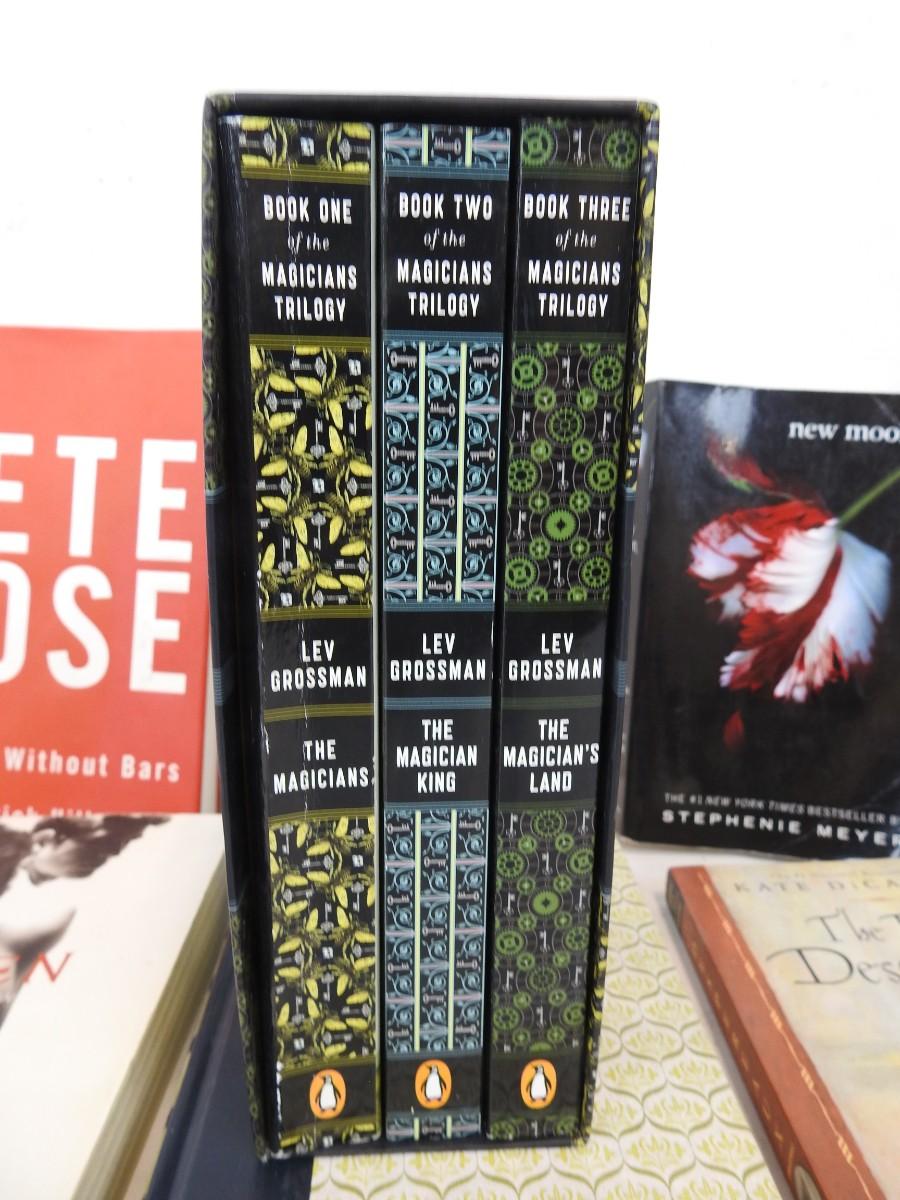 BOOK ONE
of the
MAGICIANS
TRILOGY
LEV
GROSSMAN
THE
MAGICIANS
BOOK TWO
of the
MAGICIANS
TRILOGY
LEV
GROSSMAN
THE
MAGICIAN
KING
BOOK THREE
of the
MAGICIANS
TRILOGY
LEV
GROSSMAN
THE
MAGICIAN'S
LAND
ETE
OSE
Without Bars
new moo
THE #1 NEW YORK TIMES BESTSELLER B
STEPHENIE MEYER
KATE DICA
The
Des